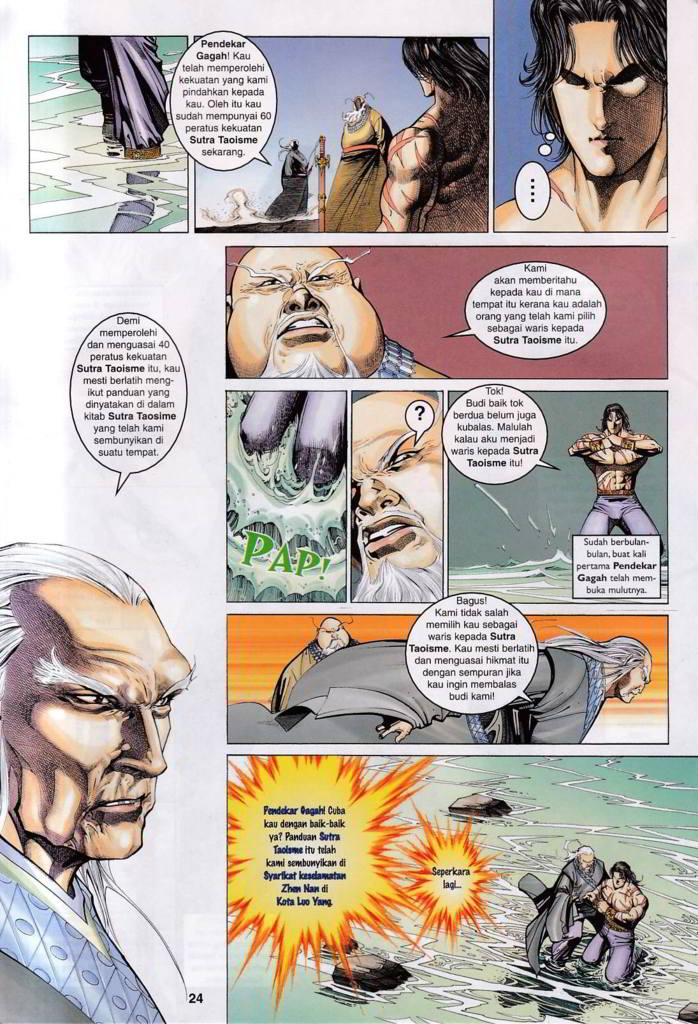 Pendekar
Gagah! Kau
telah memperolehi
kekuatan yang kami
pindahkan kepada
kau. Oleh itu kau
sudah mempunyai 60
peratus kekuatan
Sutra Taoisme
sekarang.
...
Kami
akan memberitahu
kepada kau di mana
tempat itu kerana kau adalah
orang yang telah kami pilih
sebagai waris kepada
Sutra Taoisme itu.
Demi
memperolehi
dan menguasai 40
peratus kekuatan
Sutra Taoisme itu, kau
mesti berlatih meng-
ikut panduan yang
dinyatakan di dalam
kitab Sutra Taosime
yang telah kami
sembunyikan di
suatu tempat.
PAP!
?
Tok!
Budi baik tok
berdua belum juga
kubalas. Malulah
kalau aku menjadi
waris kepada Sutra
Taoisme itu!
Sudah berbulan-
bulan, buat kali
pertama Pendekar
Gagah telah mem-
buka mulutnya.
Bagus!
Kami tidak salah
memilih kau sebagai
waris kepada Sutra
Taoisme. Kau mesti berlatih
dan menguasai hikmat itu
dengan sempuran jika
kau ingin membalas
budi kami!
Pendekar Gagah! Cuba
kau dengan baik-baik
ya? Panduan Sutra
Taoisme itu telah
kami sembunyikan di
Syarikat keselamatan
Zhen Nan di
Kota Luo Yang.
Seperkara
lagi...
24